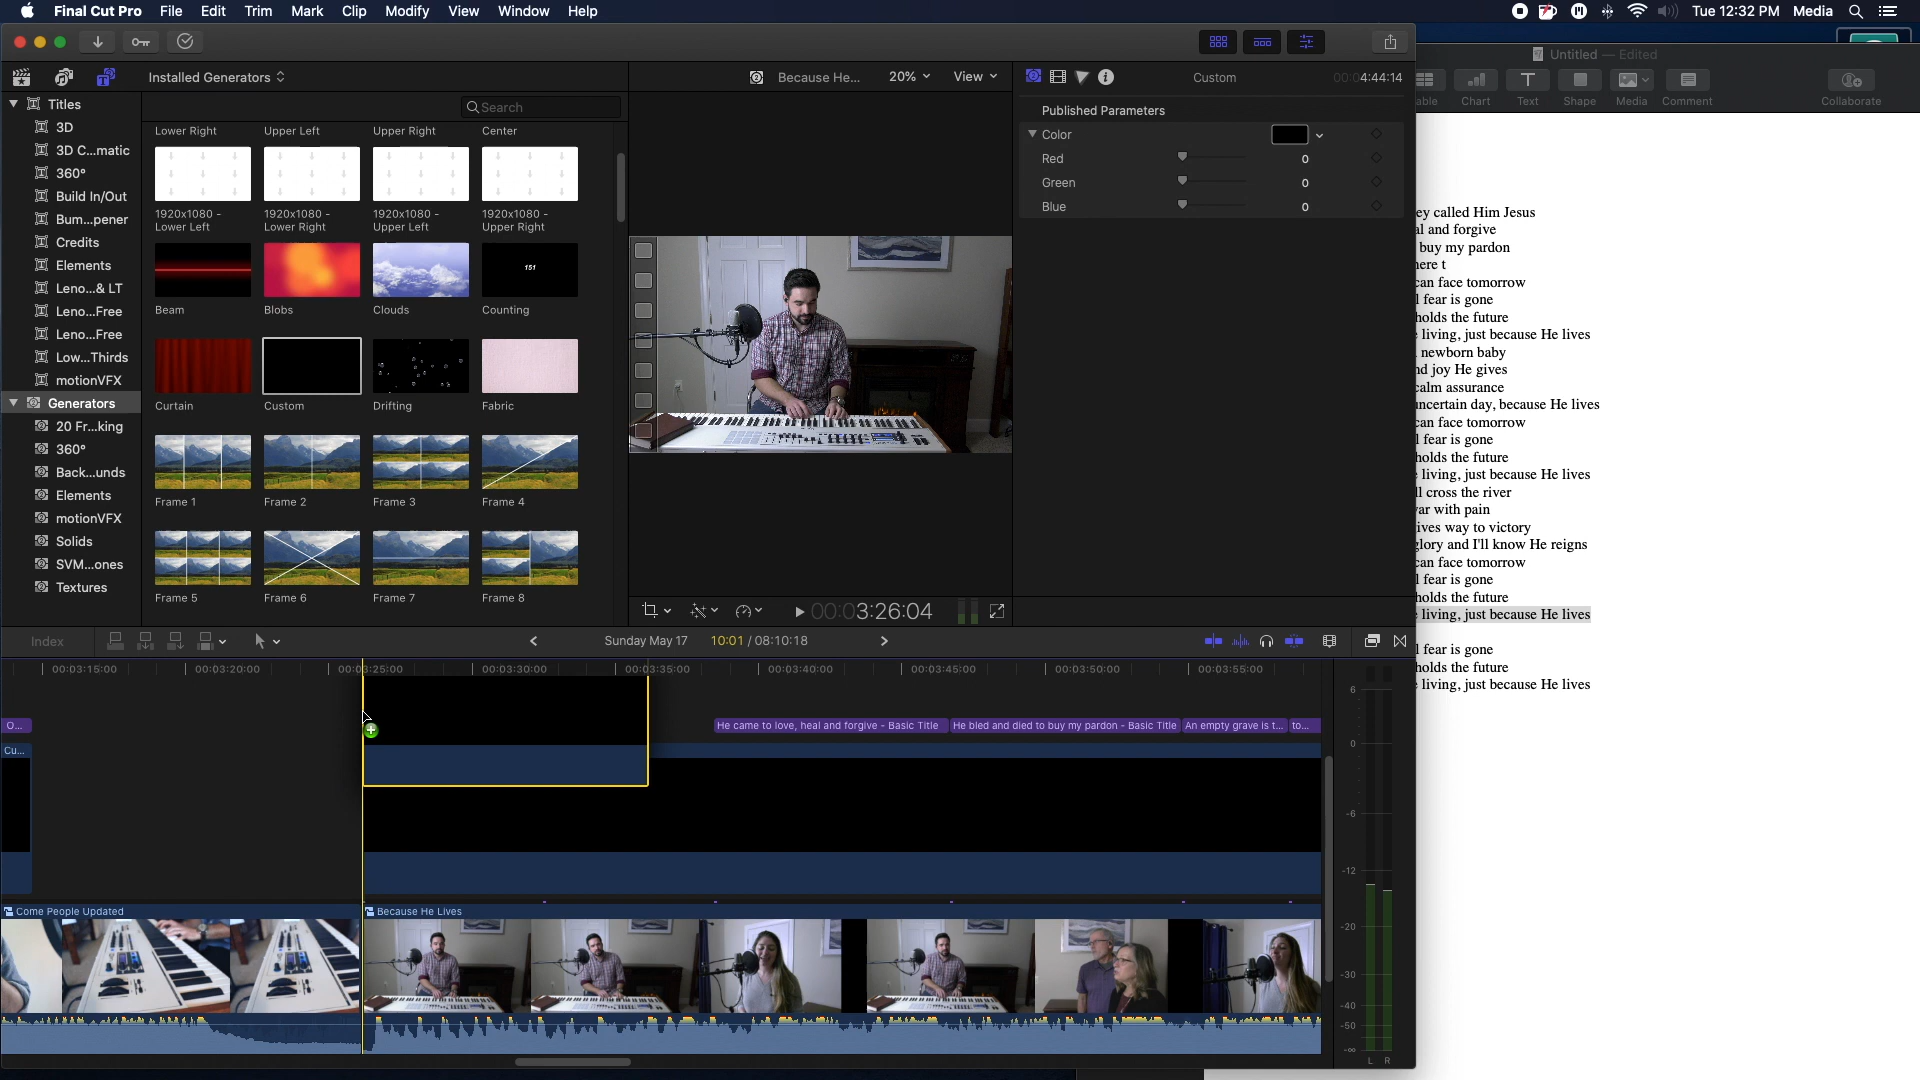 Final Cut Pro File Edit Trim Mark Clip Modify View Window Help
Tue 12:32 PM Media
Untitled — Edited
Installed Generators
Because He... 20% View
Custom 00:04:44:14
able Chart Text Shape Media Comment Collaborate
Titles
3D
3D C...matic
360°
Build In/Out
Bum...pener
Credits
Elements
Leno...& LT
Leno...Free
Leno...Free
Low...Thirds
motionVFX
Generators
20 Fr...king
360°
Back...unds
Elements
motionVFX
Solids
SVM...ones
Textures
Search
Lower Right Upper Left Upper Right Center
1920x1080 - Lower Left
1920x1080 - Lower Right
1920x1080 - Upper Left
1920x1080 - Upper Right
Beam Blobs Clouds Counting
151
Curtain Custom Drifting Fabric
Frame 1 Frame 2 Frame 3 Frame 4
Frame 5 Frame 6 Frame 7 Frame 8
Published Parameters
Color
Red 0
Green 0
Blue 0
00:03:26:04
ey called Him Jesus
al and forgive
buy my pardon
here t
can face tomorrow
l fear is gone
holds the future
living, just because He lives
newborn baby
nd joy He gives
calm assurance
uncertain day, because He lives
can face tomorrow
l fear is gone
holds the future
living, just because He lives
ll cross the river
war with pain
ives way to victory
glory and I'll know He reigns
can face tomorrow
l fear is gone
holds the future
living, just because He lives
l fear is gone
holds the future
living, just because He lives
Index
Sunday May 17 10:01 / 08:10:18
00:03:15:00 00:03:20:00 00:03:25:00 00:03:30:00 00:03:35:00 00:03:40:00 00:03:45:00 00:03:50:00 00:03:55:00
O...
He came to love, heal and forgive - Basic Title
He bled and died to buy my pardon - Basic Title
An empty grave is t...
to...
Cu...
Come People Updated
Because He Lives
6
0
-6
-12
-20
-30
-40
-50
-∞
L R